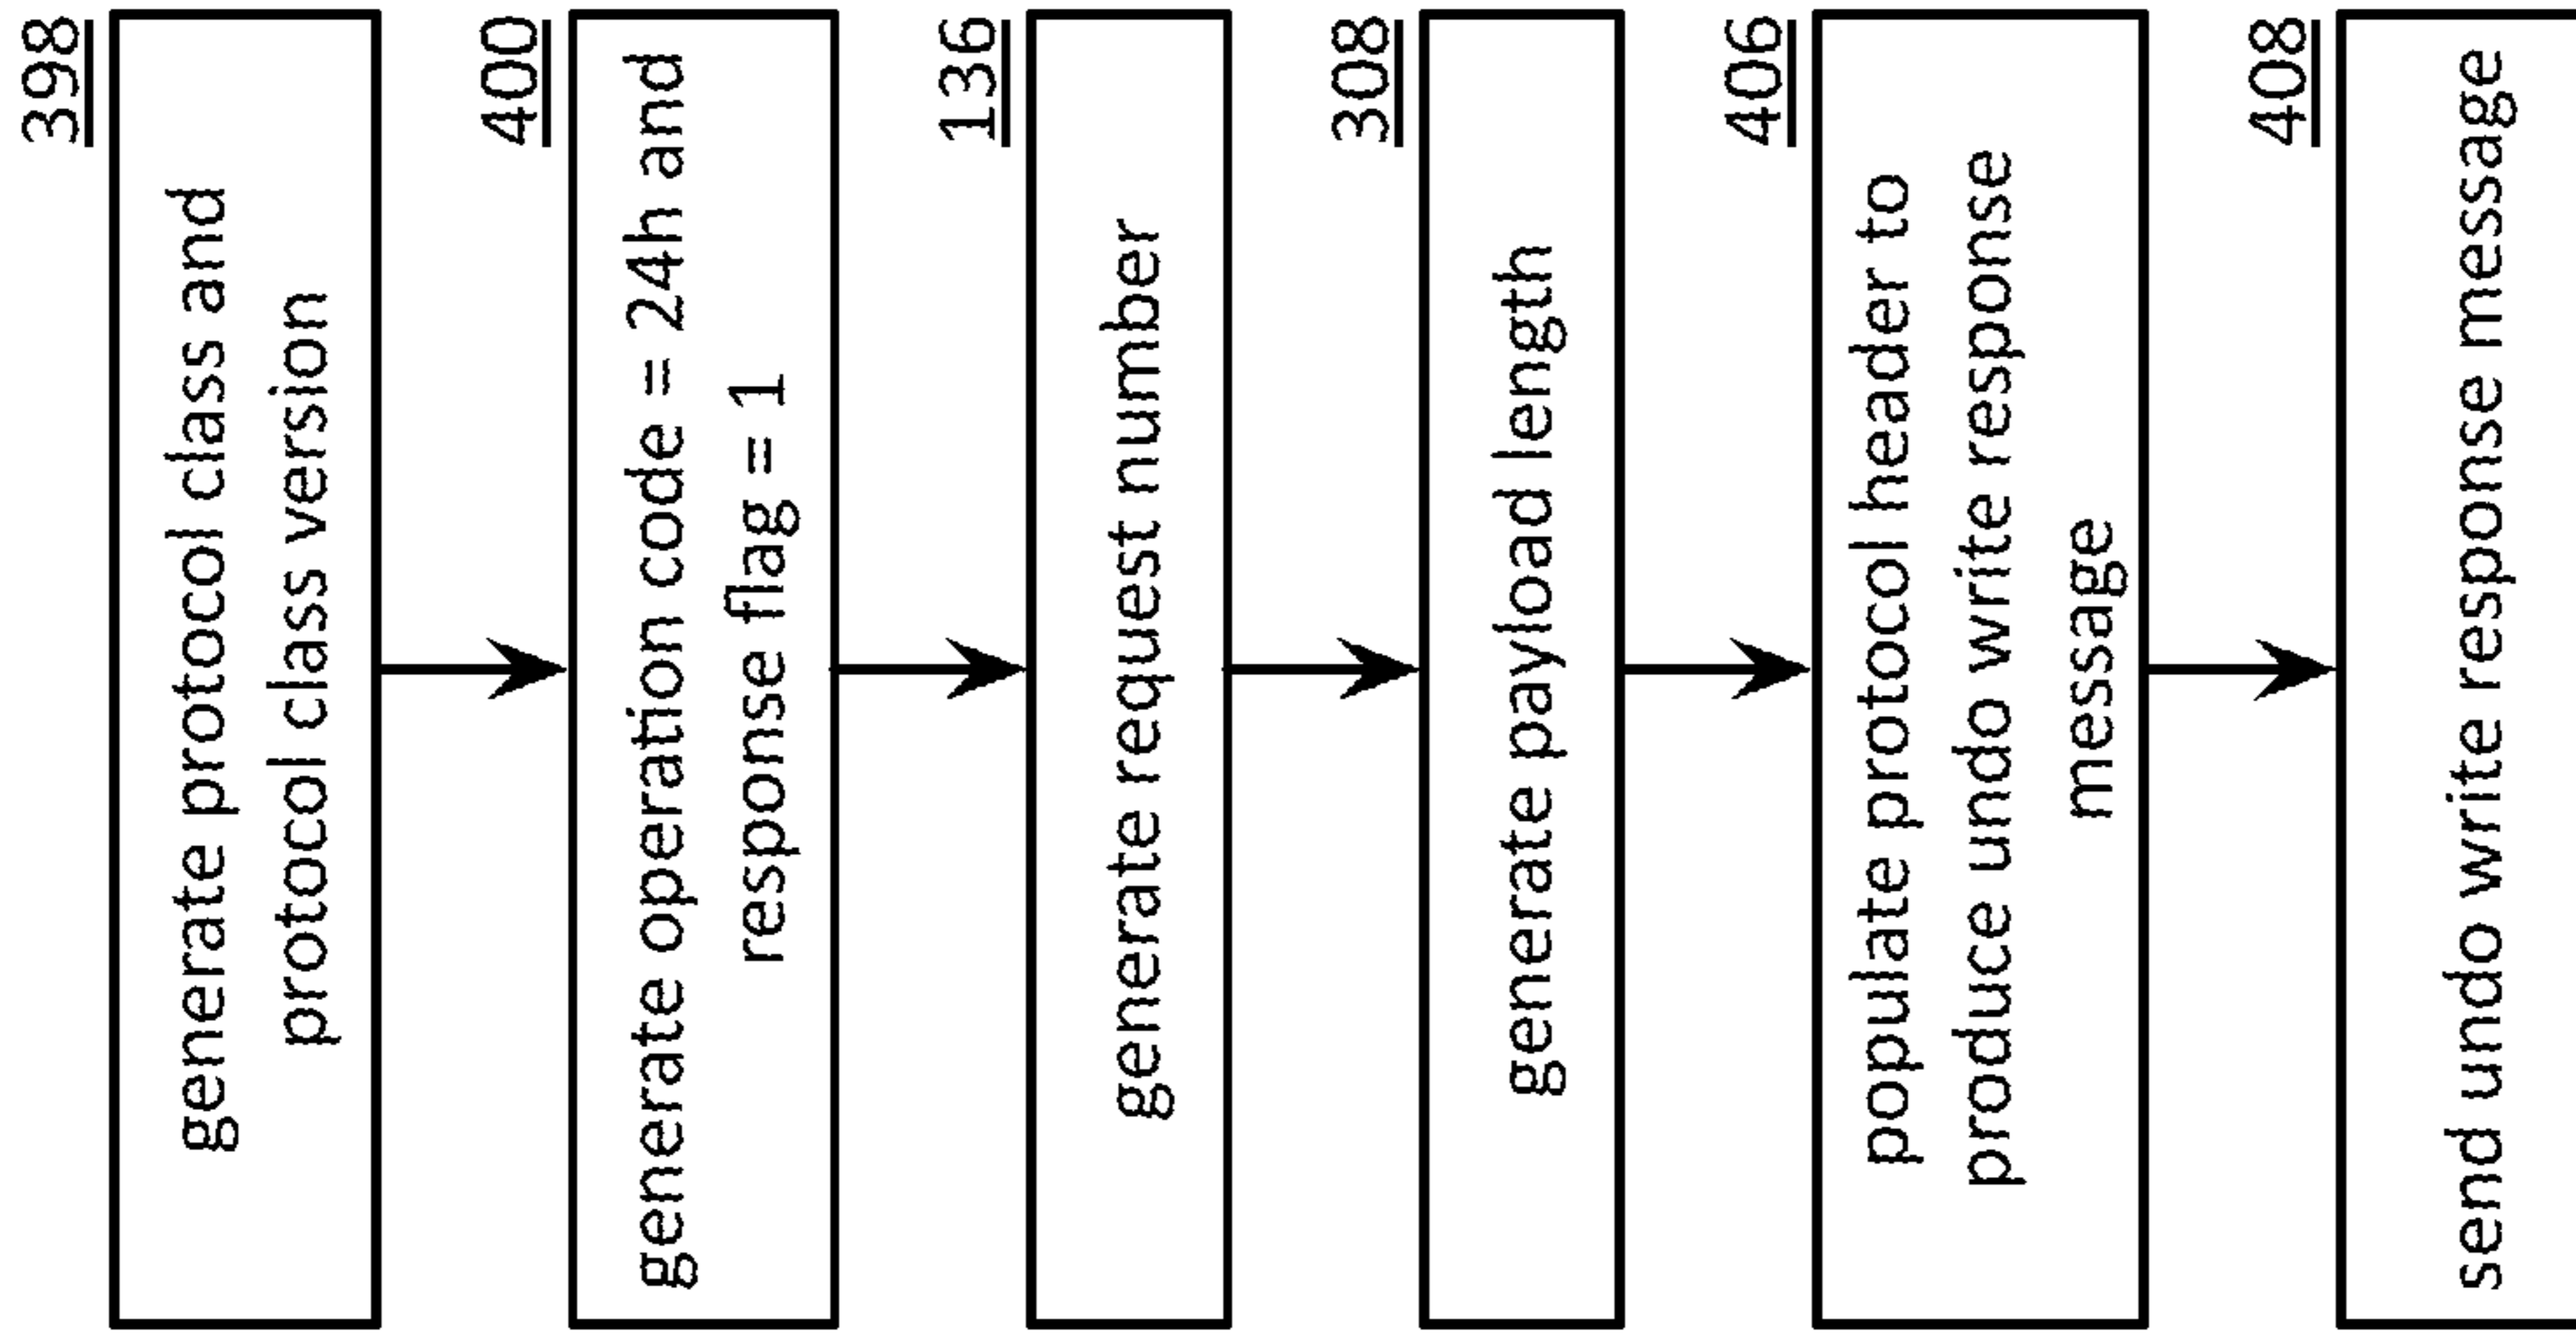 398
generate protocol class and
protocol class version
400
generate operation code = 24h and
response flag = 1
136
generate request number
308
generate payload length
406
populate protocol header to
produce undo write response
message
408
send undo write response message